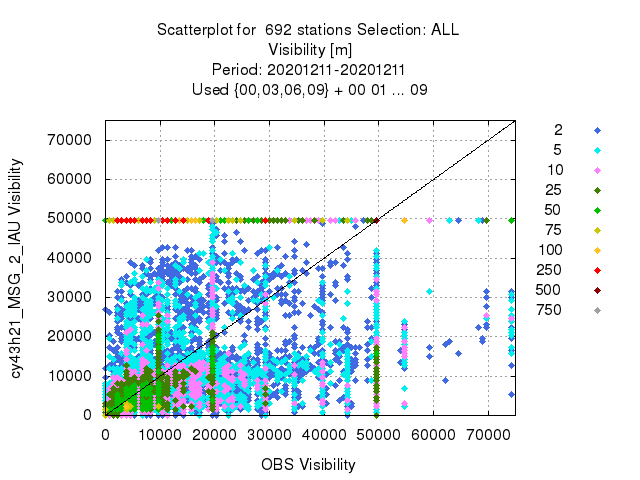 Scatterplot for  692 stations Selection: ALL
Visibility [m]
Period: 20201211-20201211
Used {00,03,06,09} + 00 01 ... 09
cy43h21_MSG_2_IAU Visibility
70000
60000
50000
40000
30000
20000
10000
0
0 10000 20000 30000 40000 50000 60000 70000
OBS Visibility
2
5
10
25
50
75
100
250
500
750